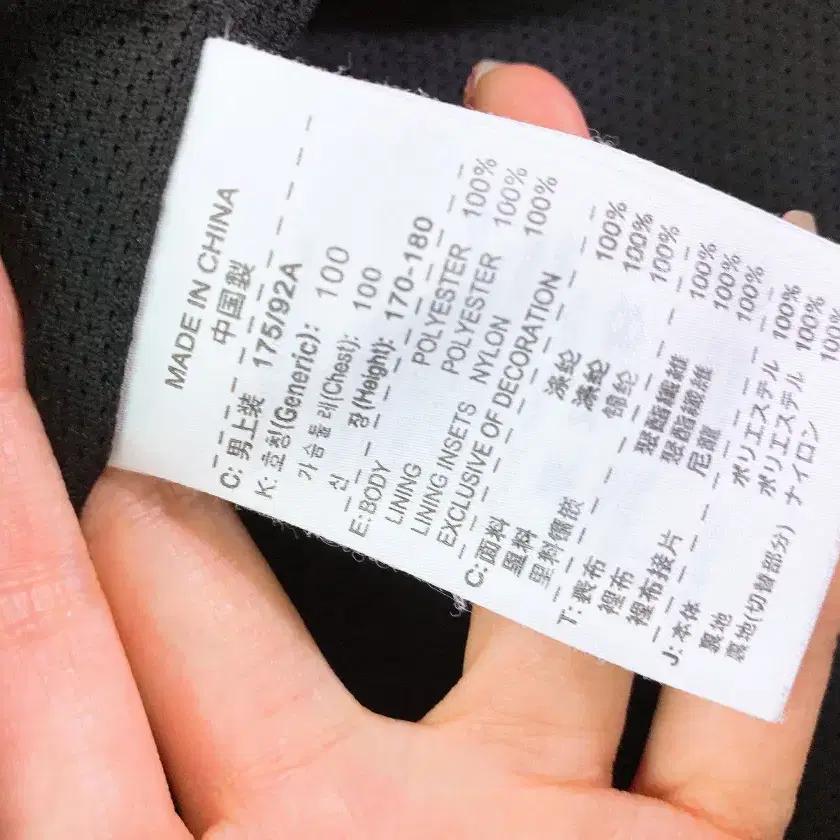 MADE IN CHINA
中国製
C: 男上装 175/92A
K: 호칭(Generic): 100
가슴둘레(Chest): 100
신 장(Height): 170-180
E: BODY POLYESTER 100%
LINING POLYESTER 100%
LINING INSETS NYLON 100%
EXCLUSIVE OF DECORATION
C: 面料 涤纶 100%
里料 涤纶 100%
里料镶嵌 锦纶 100%
T: 表布 聚酯纖維 100%
裡布 聚酯纖維 100%
裡布接片 尼龍 100%
J: 本体 ポリエステル 100%
裏地 ポリエステル 100%
裏地(切替部分) ナイロン 100%